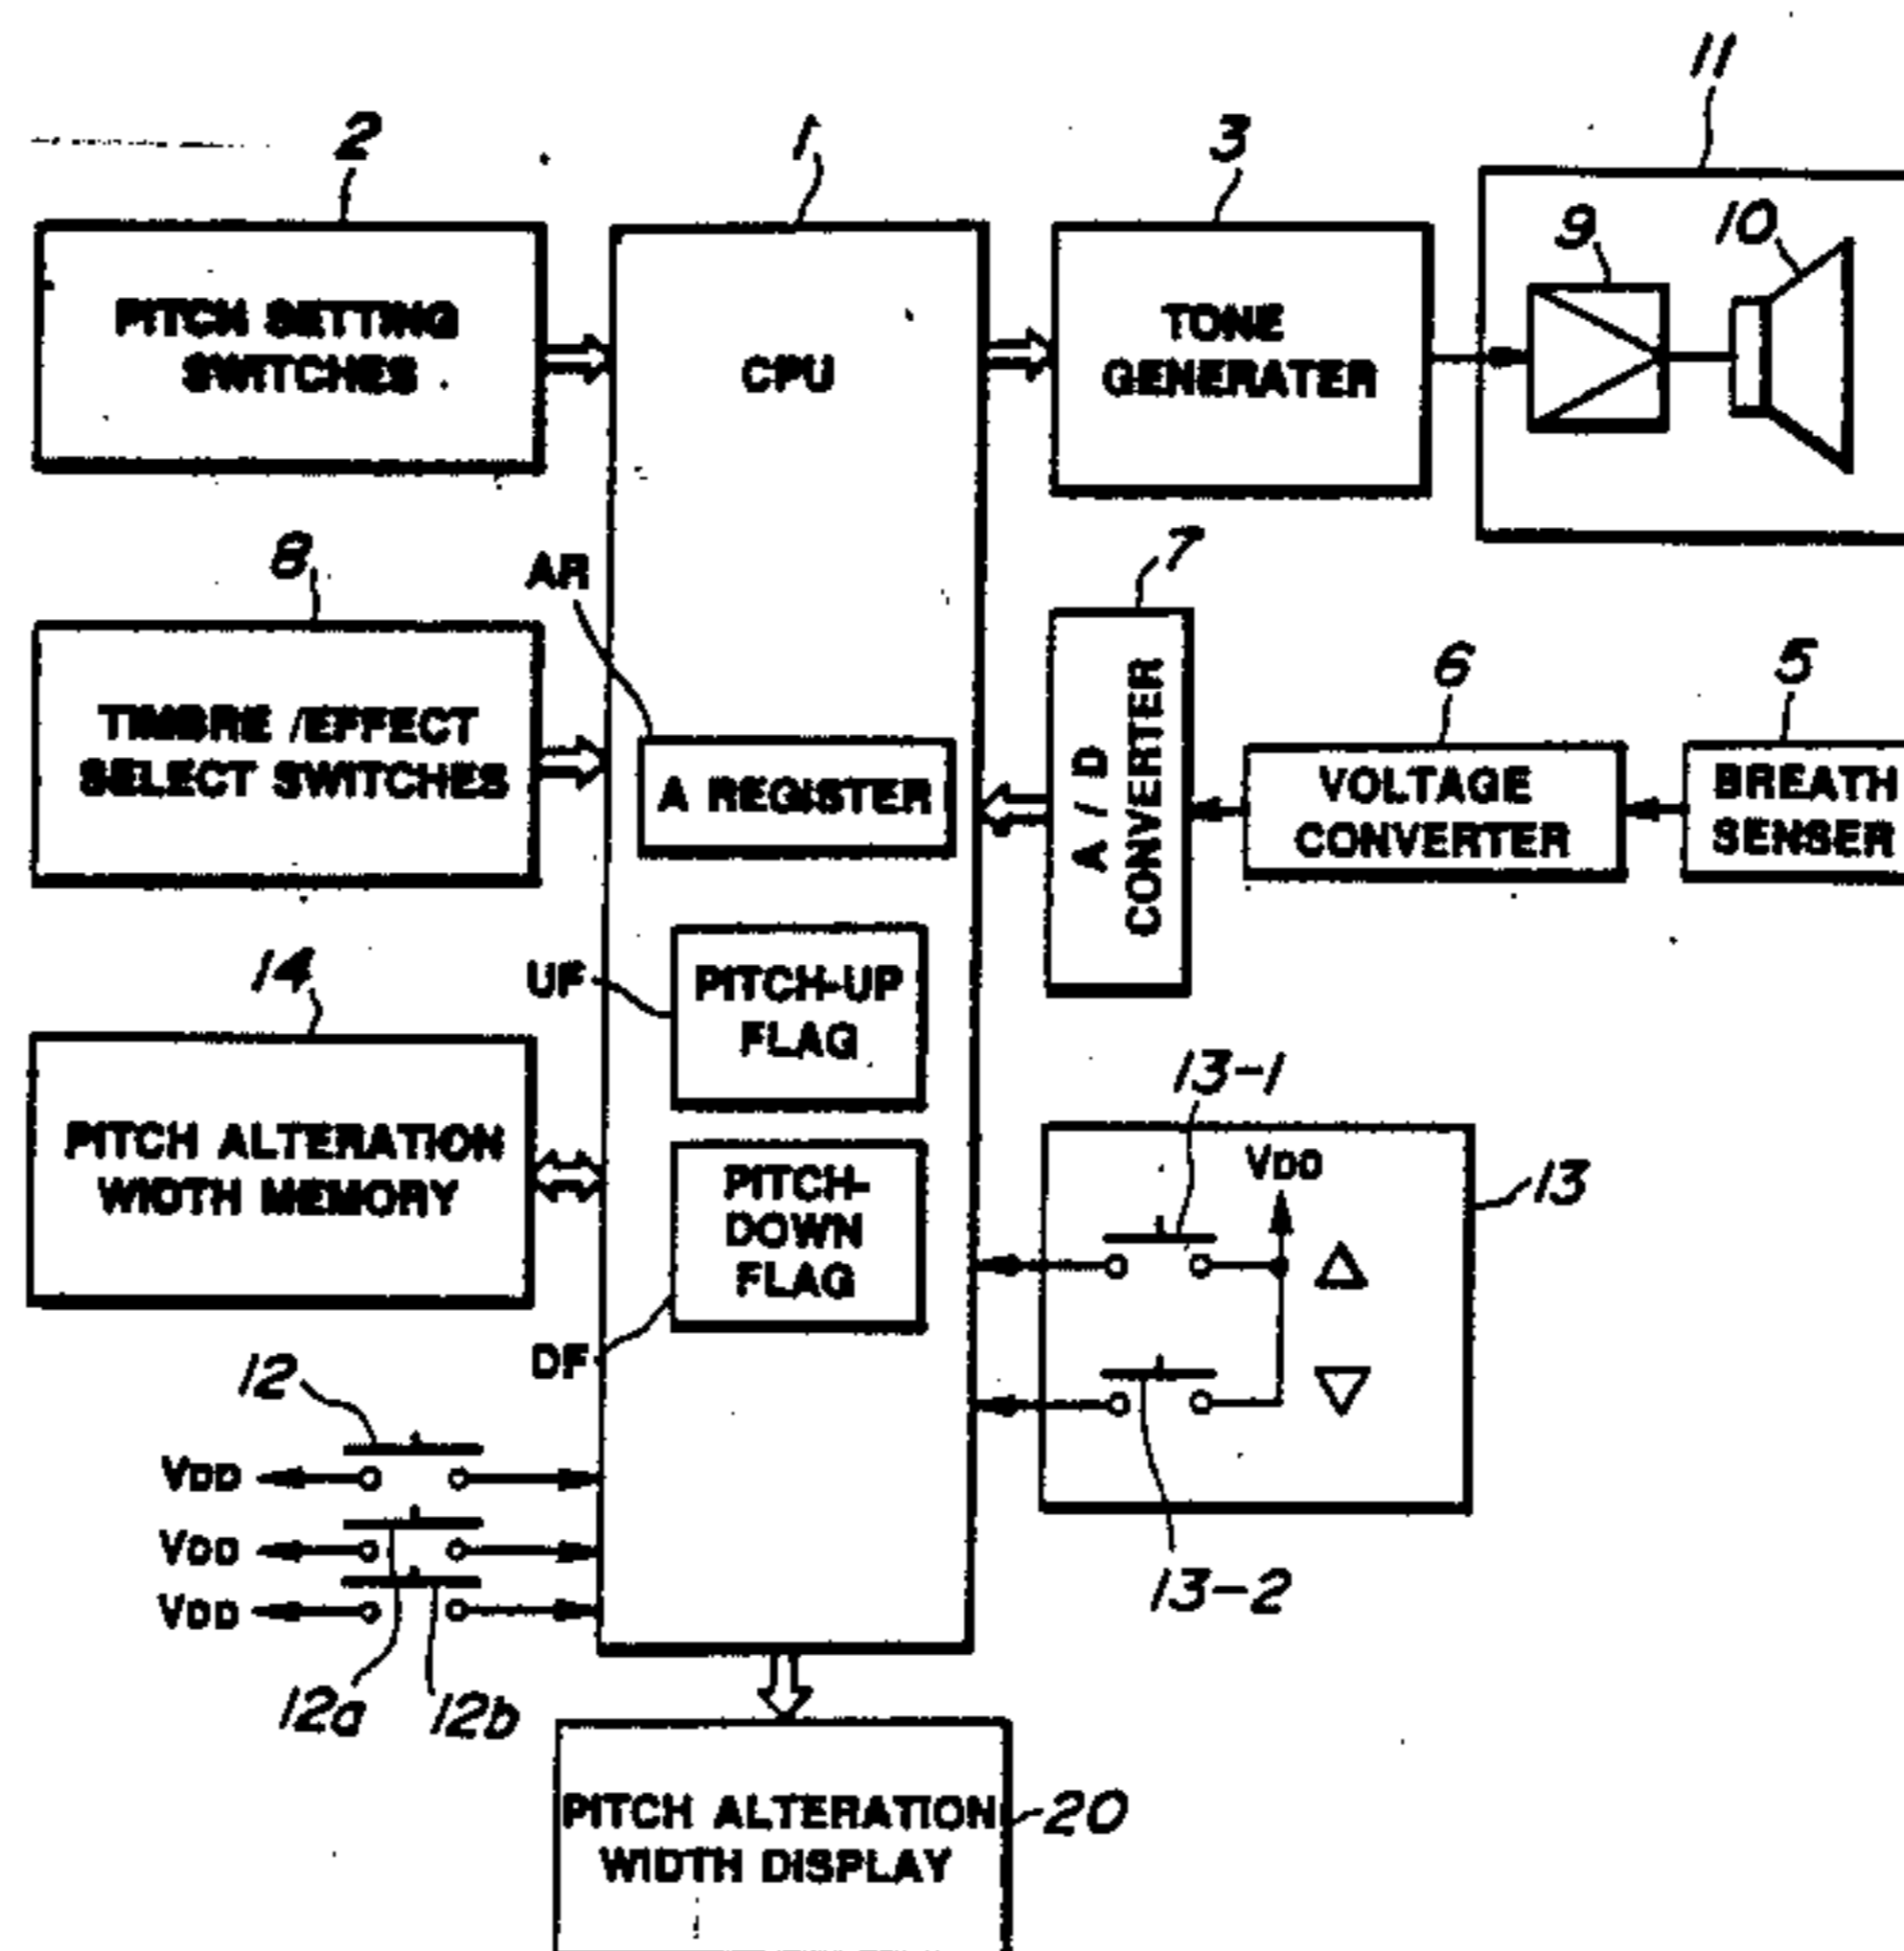 11
2
1
3
9
10
PITCH SETTING
SWITCHES
CPU
TONE
GENERATER
8
AR
7
6
5
TIMBRE /EFFECT
SELECT SWITCHES
A REGISTER
A / D
CONVERTER
VOLTAGE
CONVERTER
BREATH
SENSER
14
UF
PITCH-UP
FLAG
13-1
PITCH ALTERATION
WIDTH MEMORY
PITCH-
DOWN
FLAG
VDD
13
DF
12
VDD
VDD
VDD
13-2
12a
12b
PITCH ALTERATION
WIDTH DISPLAY
20